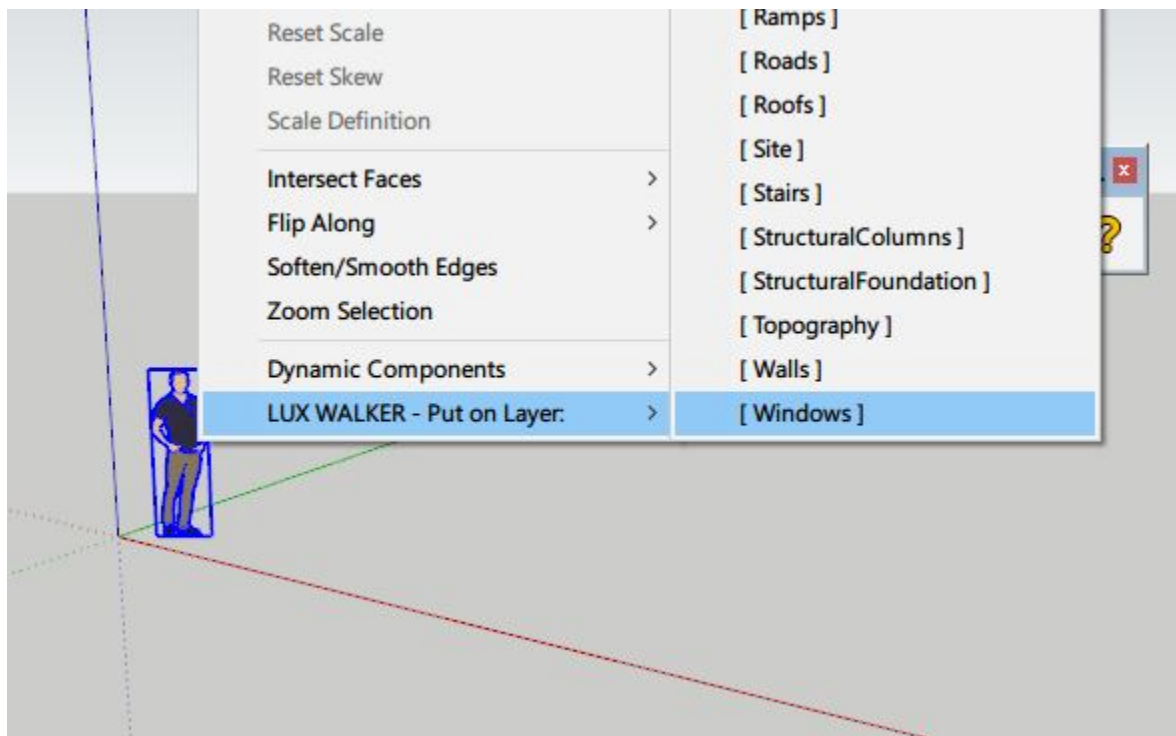 Reset Scale
Reset Skew
Scale Definition
Intersect Faces
Flip Along
Soften/Smooth Edges
Zoom Selection
Dynamic Components
LUX WALKER - Put on Layer:
[ Ramps ]
[ Roads ]
[ Roofs ]
[ Site ]
[ Stairs ]
[ StructuralColumns ]
[ StructuralFoundation ]
[ Topography ]
[ Walls ]
[ Windows ]